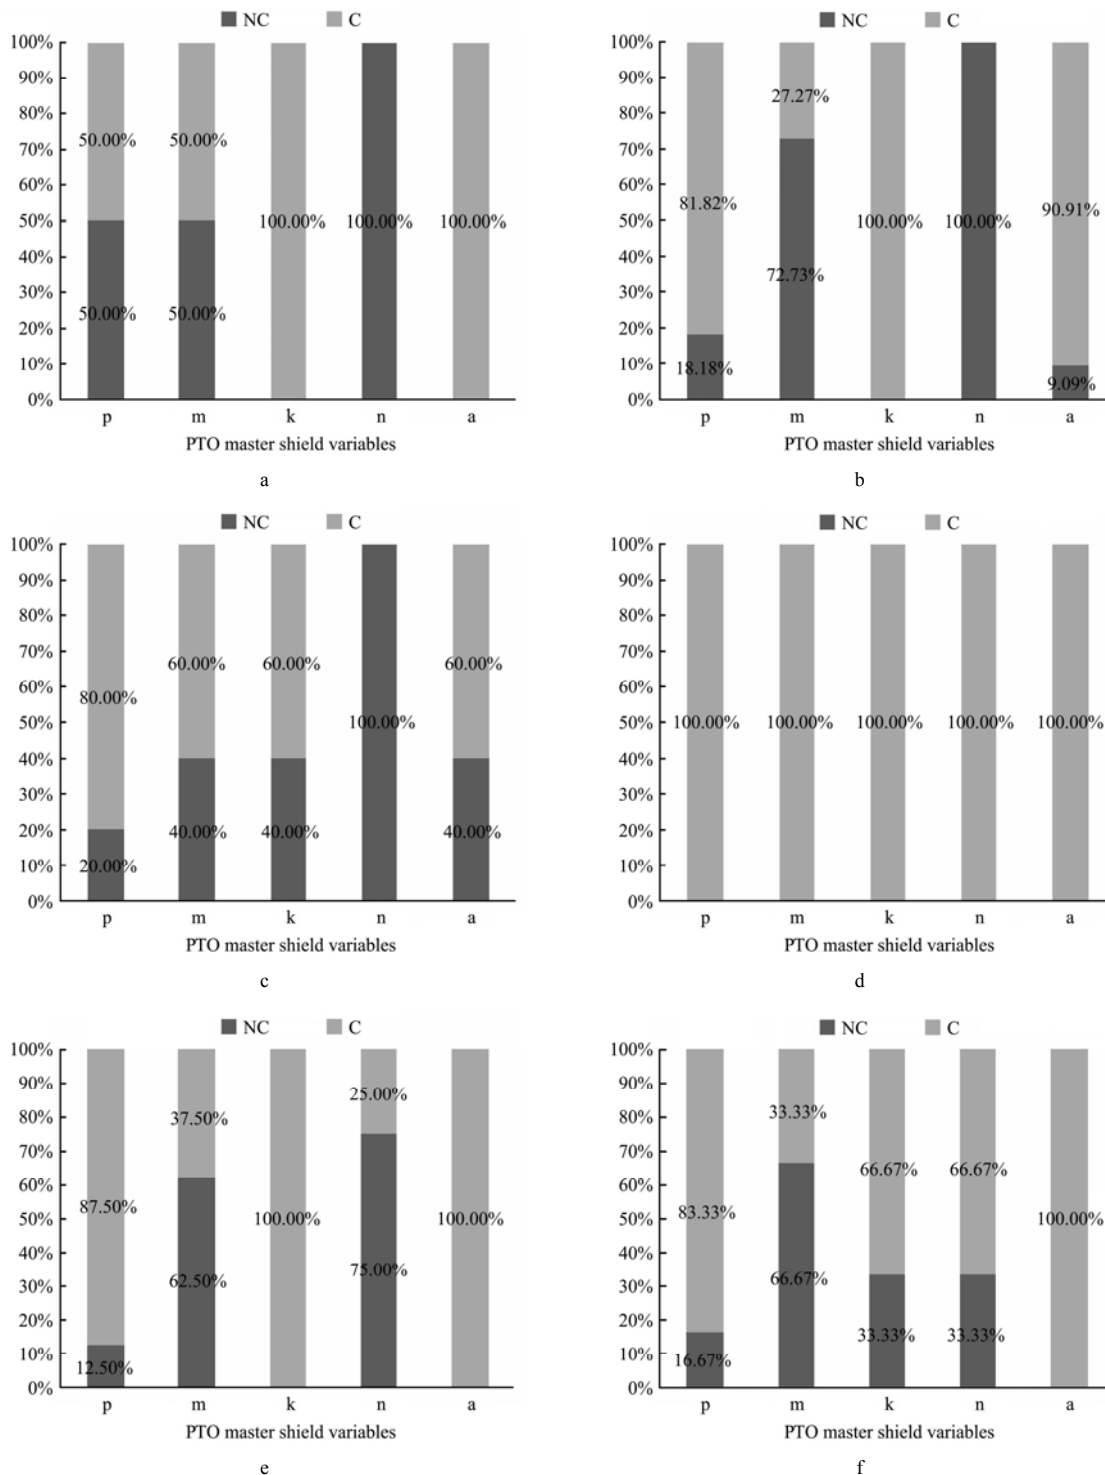 NC C
100%
90%
80%
70%
60%
50%
40%
30%
20%
10%
0%
50.00% 50.00%
100.00% 100.00% 100.00%
50.00% 50.00%
p m k n a
PTO master shield variables
a
NC C
100%
90%
80%
70%
60%
50%
40%
30%
20%
10%
0%
27.27%
81.82% 90.91%
100.00% 100.00%
72.73%
18.18% 9.09%
p m k n a
PTO master shield variables
b
NC C
100%
90%
80%
70%
60%
50%
40%
30%
20%
10%
0%
60.00% 60.00% 60.00%
80.00%
100.00%
40.00% 40.00% 40.00%
20.00%
p m k n a
PTO master shield variables
c
NC C
100%
90%
80%
70%
60%
50%
40%
30%
20%
10%
0%
100.00% 100.00% 100.00% 100.00% 100.00%
p m k n a
PTO master shield variables
d
NC C
100%
90%
80%
70%
60%
50%
40%
30%
20%
10%
0%
25.00%
37.50%
87.50% 100.00% 100.00%
62.50% 75.00%
12.50%
p m k n a
PTO master shield variables
e
NC C
100%
90%
80%
70%
60%
50%
40%
30%
20%
10%
0%
33.33%
66.67% 66.67%
83.33% 100.00%
66.67%
33.33% 33.33%
16.67%
p m k n a
PTO master shield variables
f